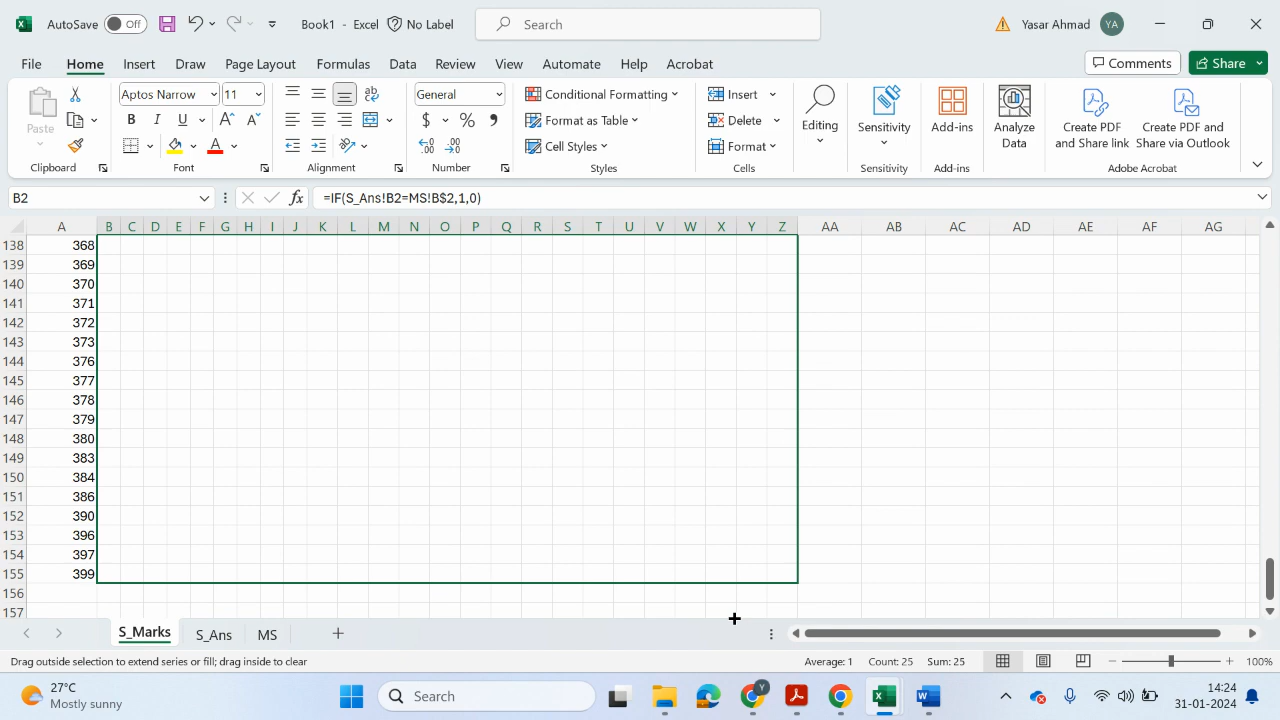 AutoSave Off Book1 - Excel No Label Search Yasar Ahmad YA
File Home Insert Draw Page Layout Formulas Data Review View Automate Help Acrobat Comments Share
Paste Aptos Narrow 11 A A ab General Conditional Formatting Insert Editing Sensitivity Add-ins Analyze Data Create PDF and Share link Create PDF and Share via Outlook
B I U A $ % 9 Format as Table Delete
Cell Styles Format
Clipboard Font Alignment Number Styles Cells Sensitivity Add-ins Adobe Acrobat
B2 fx =IF(S_Ans!B2=MS!B$2,1,0)
A B C D E F G H I J K L M N O P Q R S T U V W X Y Z AA AB AC AD AE AF AG
138 368
139 369
140 370
141 371
142 372
143 373
144 376
145 377
146 378
147 379
148 380
149 383
150 384
151 386
152 390
153 396
154 397
155 399
156
157
S_Marks S_Ans MS
Drag outside selection to extend series or fill; drag inside to clear Average: 1 Count: 25 Sum: 25 100%
27°C
Mostly sunny
Search
14:24
31-01-2024